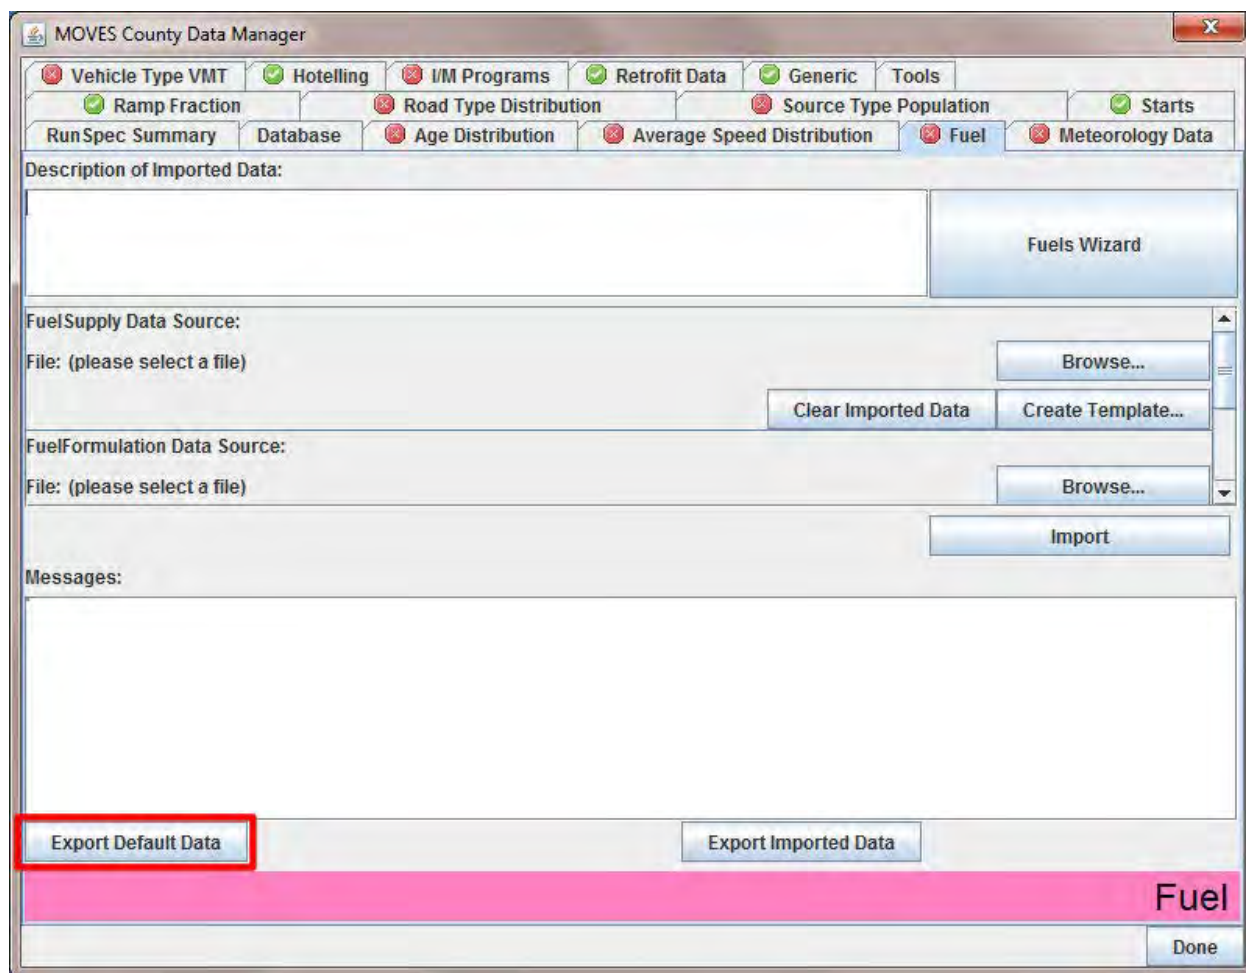 MOVES County Data Manager
Vehicle Type VMT Hotelling I/M Programs Retrofit Data Generic Tools
Ramp Fraction Road Type Distribution Source Type Population Starts
RunSpec Summary Database Age Distribution Average Speed Distribution Fuel Meteorology Data
Description of Imported Data:
Fuels Wizard
FuelSupply Data Source:
File: (please select a file) Browse...
Clear Imported Data Create Template...
FuelFormulation Data Source:
File: (please select a file) Browse...
Import
Messages:
Export Default Data Export Imported Data
Fuel
Done